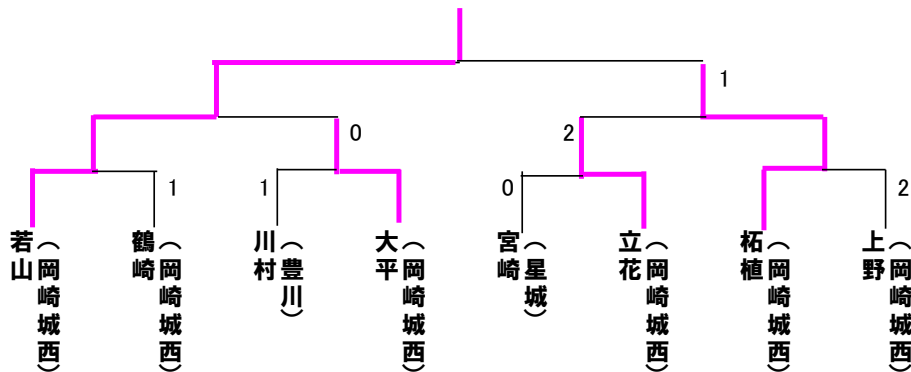 1
0
2
1
1
0
2
若山
（岡崎城西）
鶴崎
（岡崎城西）
川村
（豊川）
大平
（岡崎城西）
宮崎
（星城）
立花
（岡崎城西）
柘植
（岡崎城西）
上野
（岡崎城西）